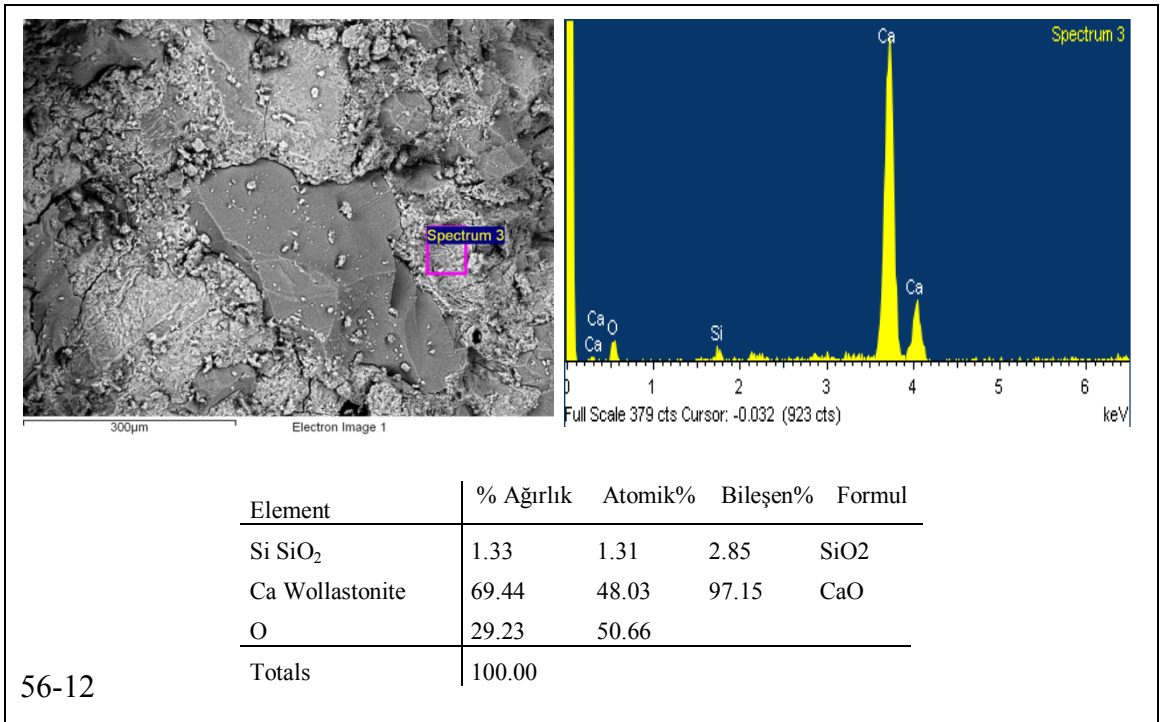 Spectrum 3
300µm Electron Image 1
Spectrum 3
Ca
Ca
Ca
O
Ca
Si
0 1 2 3 4 5 6
Full Scale 379 cts Cursor: -0.032 (923 cts) keV
Element % Ağırlık Atomik% Bileşen% Formul
Si SiO₂ 1.33 1.31 2.85 SiO2
Ca Wollastonite 69.44 48.03 97.15 CaO
O 29.23 50.66
Totals 100.00
56-12